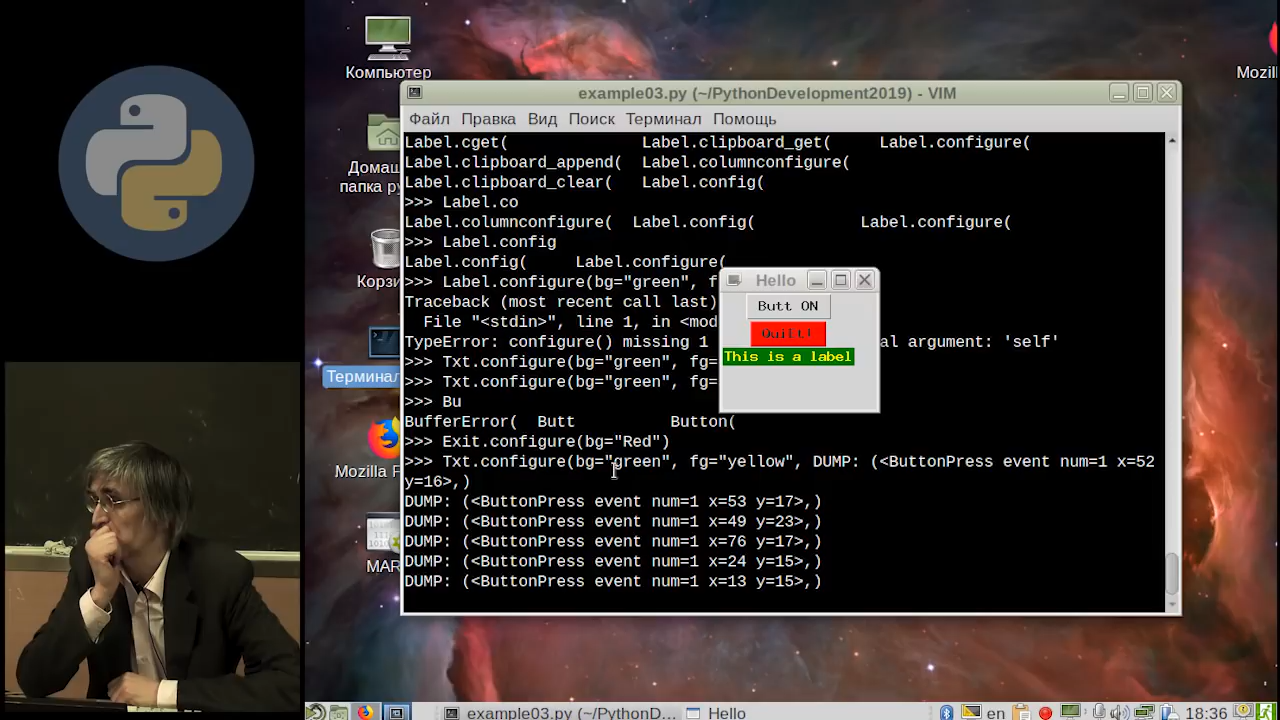 Компьютер
Mozil
Домаш
папка ру
Корзи
Терминал
Mozilla F
MAR
example03.py (~/PythonDevelopment2019) - VIM
Файл Правка Вид Поиск Терминал Помощь
Label.cget( Label.clipboard_get( Label.configure(
Label.clipboard_append( Label.columnconfigure(
Label.clipboard_clear( Label.config(
>>> Label.co
Label.columnconfigure( Label.config( Label.configure(
>>> Label.config
Label.config( Label.configure(
>>> Label.configure(bg="green", f
Traceback (most recent call last)
File "<stdin>", line 1, in <mod
TypeError: configure() missing 1 al argument: 'self'
>>> Txt.configure(bg="green", fg=
>>> Txt.configure(bg="green", fg=
>>> Bu
BufferError( Butt Button(
>>> Exit.configure(bg="Red")
>>> Txt.configure(bg="green", fg="yellow", DUMP: (<ButtonPress event num=1 x=52
y=16>,)
DUMP: (<ButtonPress event num=1 x=53 y=17>,)
DUMP: (<ButtonPress event num=1 x=49 y=23>,)
DUMP: (<ButtonPress event num=1 x=76 y=17>,)
DUMP: (<ButtonPress event num=1 x=24 y=15>,)
DUMP: (<ButtonPress event num=1 x=13 y=15>,)
Hello
Butt ON
Quilt!
This is a label
example03.py (~/PythonD...
Hello
en
18:36